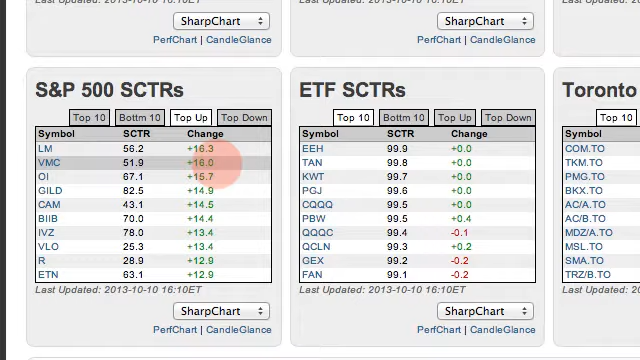 Last Updated: 2013-10-10 16:10ET Last Updated: 2013-10-10 16:10ET
SharpChart SharpChart
PerfChart | CandleGlance PerfChart | CandleGlance
S&P 500 SCTRs ETF SCTRs Toronto
Top 10 Bottm 10 Top Up Top Down Top 10 Bottm 10 Top Up Top Down Top 10
Symbol SCTR Change Symbol SCTR Change Symbol
LM 56.2 +16.3 EEH 99.9 +0.0 COM.TO
VMC 51.9 +16.0 TAN 99.8 +0.0 TKM.TO
OI 67.1 +15.7 KWT 99.7 +0.0 PMG.TO
GILD 82.5 +14.9 PGJ 99.6 +0.0 BKX.TO
CAM 43.1 +14.5 CQQQ 99.5 +0.0 AC/A.TO
BIIB 70.0 +14.4 PBW 99.5 +0.4 AC/B.TO
IVZ 78.0 +13.4 QQQC 99.4 -0.1 MDZ/A.TO
VLO 25.3 +13.4 QCLN 99.3 +0.2 MSL.TO
R 28.9 +12.9 GEX 99.2 -0.2 SMA.TO
ETN 63.1 +12.9 FAN 99.1 -0.2 TRZ/B.TO
Last Updated: 2013-10-10 16:10ET Last Updated: 2013-10-10 16:10ET Last Updated:
SharpChart SharpChart
PerfChart | CandleGlance PerfChart | CandleGlance